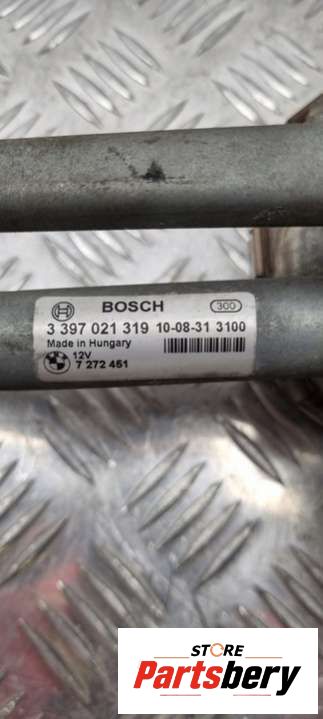 BOSCH 300
3 397 021 319 10-08-31 3100
Made in Hungary
12V
7 272 451
STORE
Partsbery